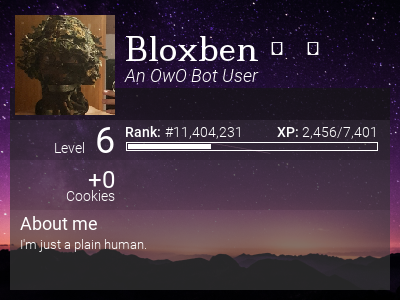 Bloxben
An OwO Bot User
Level 6
Rank: #11,404,231 XP: 2,456/7,401
+0
Cookies
About me
I'm just a plain human.